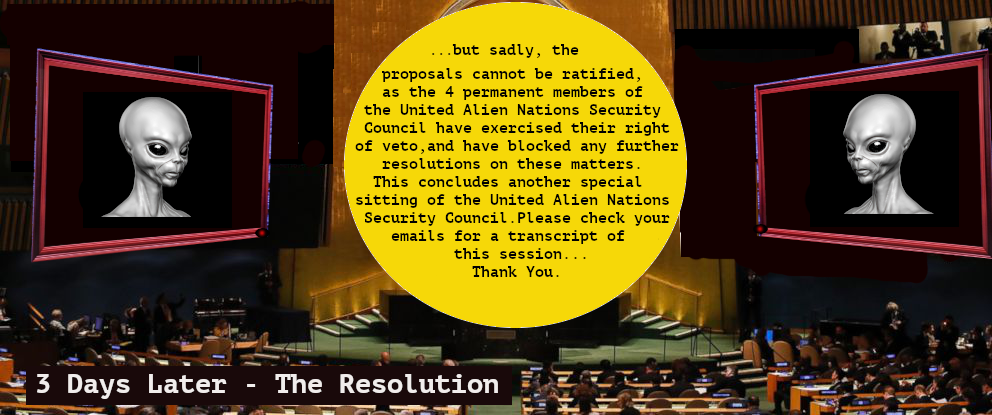 ...but sadly, the
proposals cannot be ratified,
as the 4 permanent members of
the United Alien Nations Security
Council have exercised their right
of veto,and have blocked any further
resolutions on these matters.
This concludes another special
sitting of the United Alien Nations
Security Council.Please check your
emails for a transcript of
this session...
Thank You.
3 Days Later - The Resolution